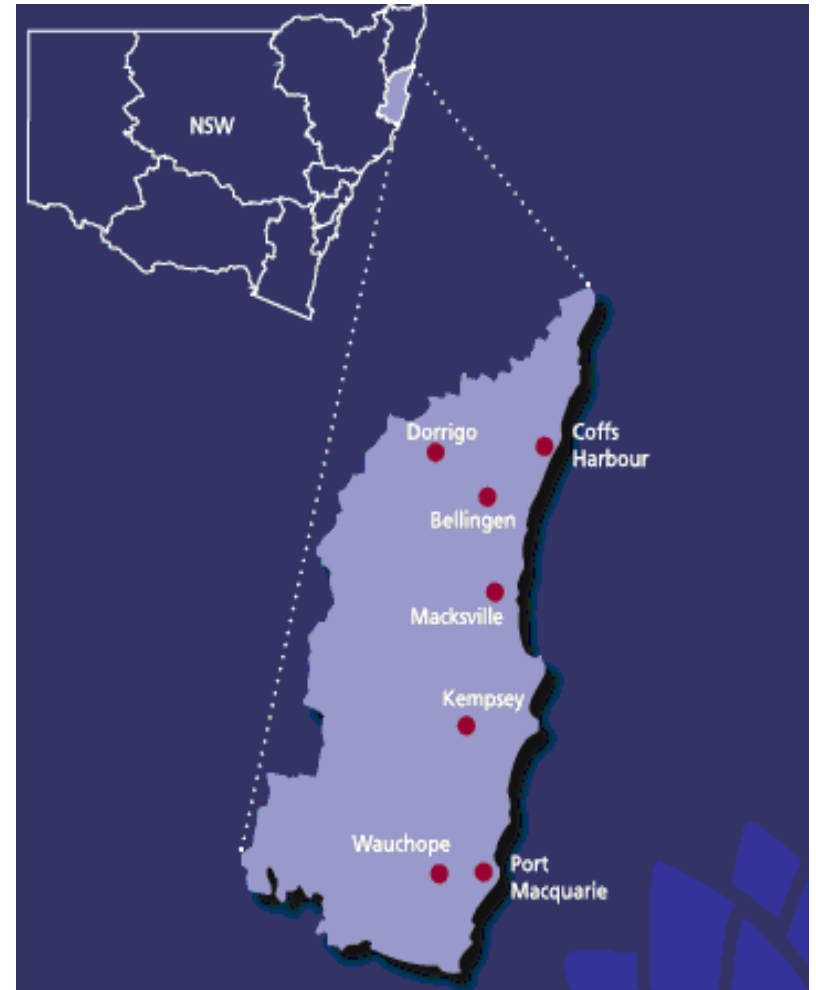 NSW
Dorrigo
Coffs
Harbour
Bellingen
Macksville
Kempsey
Wauchope
Port
Macquarie